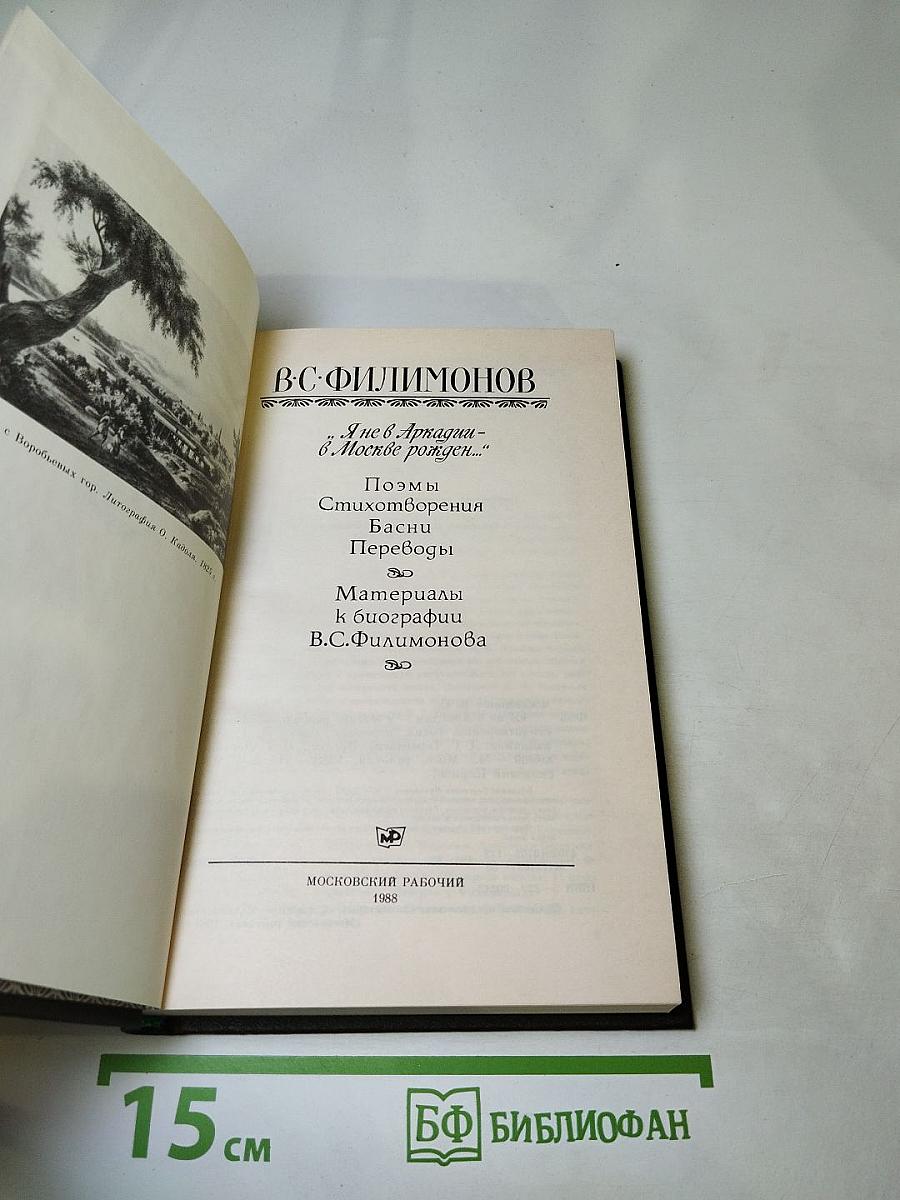 с Воробьевых гор. Литография О. Кадоля. 1825 г.
В·С·ФИЛИМОНОВ
„Я не в Аркадии –
в Москве рожден..."
Поэмы
Стихотворения
Басни
Переводы
Материалы
к биографии
В.С.Филимонова
МР
МОСКОВСКИЙ РАБОЧИЙ
1988
15 см
БФ БИБЛИОФАН